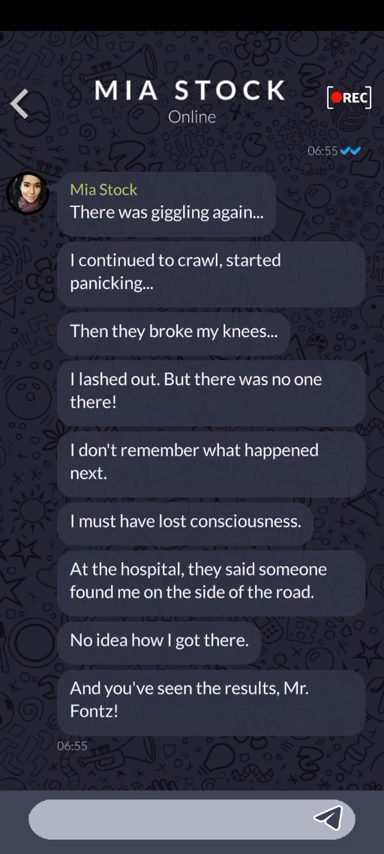 MIA STOCK
Online
REC
06:55
Mia Stock
There was giggling again...
I continued to crawl, started
panicking...
Then they broke my knees...
I lashed out. But there was no one
there!
I don't remember what happened
next.
I must have lost consciousness.
At the hospital, they said someone
found me on the side of the road.
No idea how I got there.
And you've seen the results, Mr.
Fontz!
06:55